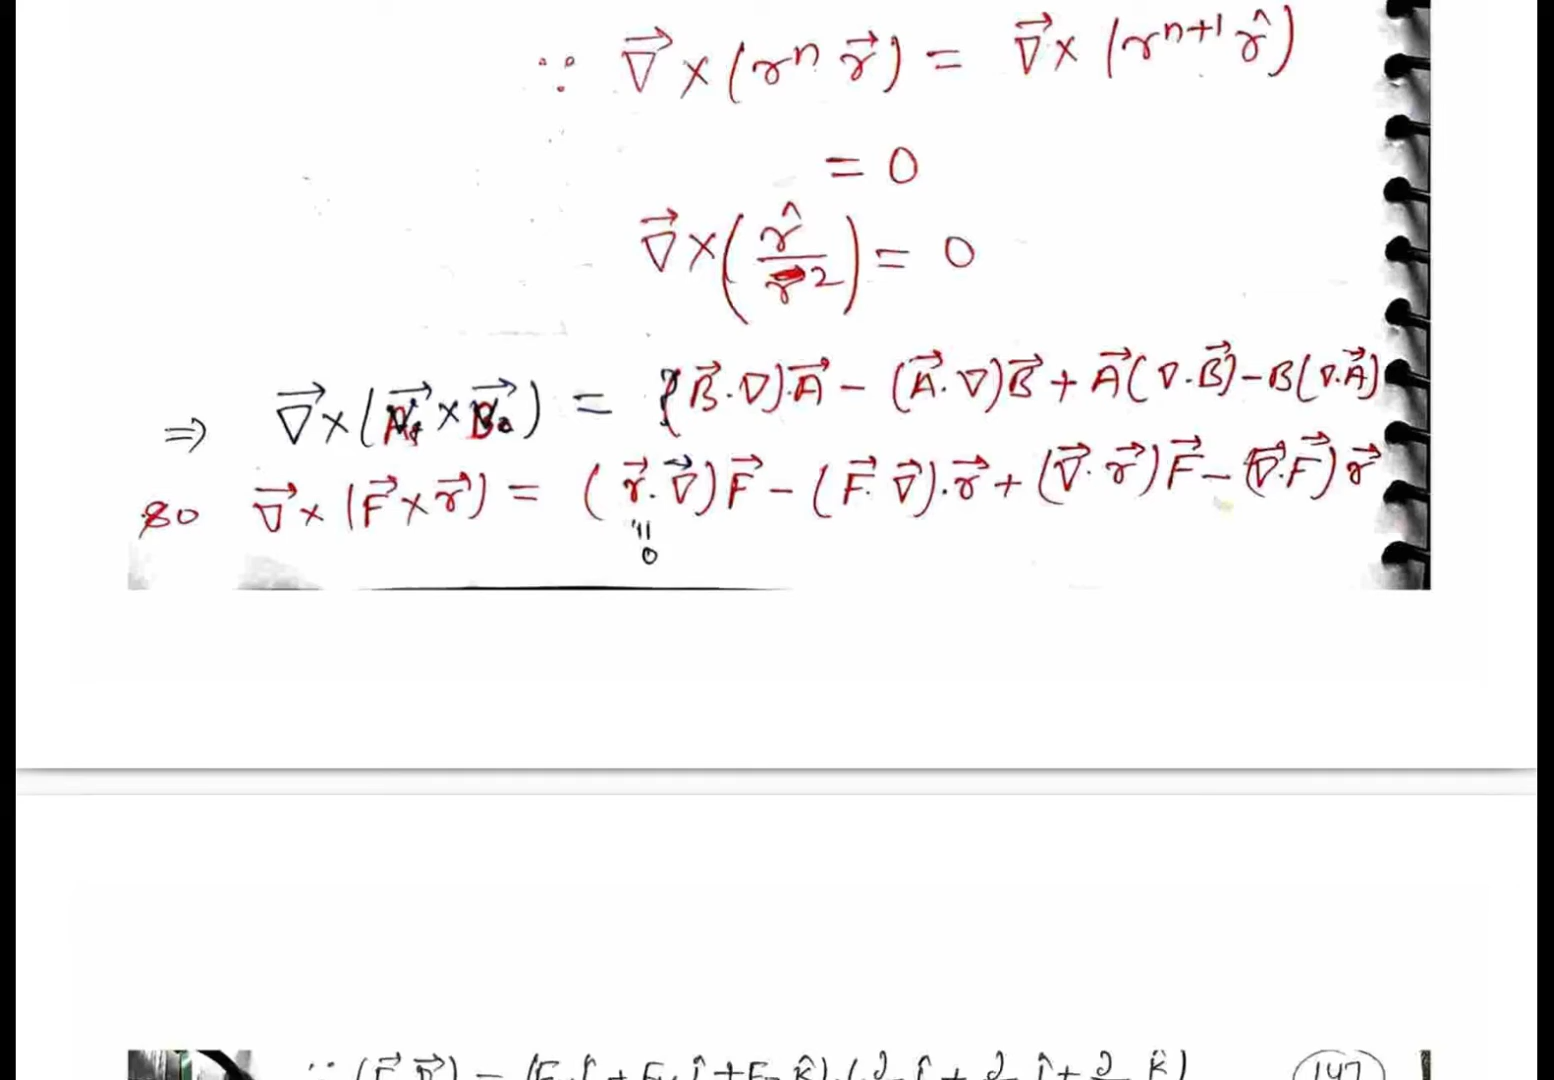 ∵ ∇⃗ × (rⁿ r⃗) = ∇⃗ × (rⁿ⁺¹ r̂)
= 0
∇⃗ × (r̂ / r²) = 0
⇒ ∇⃗ × (A⃗ × B⃗) = (B⃗.∇).A⃗ − (A⃗.∇)B⃗ + A⃗(∇.B⃗) − B(∇.A⃗)
so ∇⃗ × (F⃗ × r⃗) = (r⃗.∇⃗)F⃗ − (F⃗.∇⃗).r⃗ + (∇⃗.r⃗)F⃗ − (∇⃗.F⃗)r⃗
"
0
147